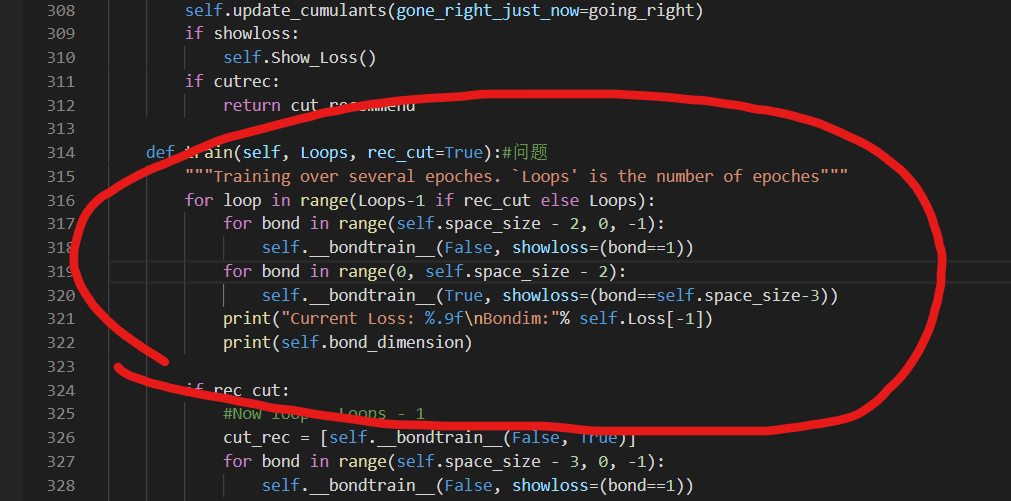 308 self.update_cumulants(gone_right_just_now=going_right)
309 if showloss:
310 self.Show_Loss()
311 if cutrec:
312 return cut_recommend
313
314 def train(self, Loops, rec_cut=True):#问题
315 """Training over several epoches. `Loops' is the number of epoches"""
316 for loop in range(Loops-1 if rec_cut else Loops):
317 for bond in range(self.space_size - 2, 0, -1):
318 self.__bondtrain__(False, showloss=(bond==1))
319 for bond in range(0, self.space_size - 2):
320 self.__bondtrain__(True, showloss=(bond==self.space_size-3))
321 print("Current Loss: %.9f\nBondim:"% self.Loss[-1])
322 print(self.bond_dimension)
323
324 if rec_cut:
325 #Now loop = Loops - 1
326 cut_rec = [self.__bondtrain__(False, True)]
327 for bond in range(self.space_size - 3, 0, -1):
328 self.__bondtrain__(False, showloss=(bond==1))